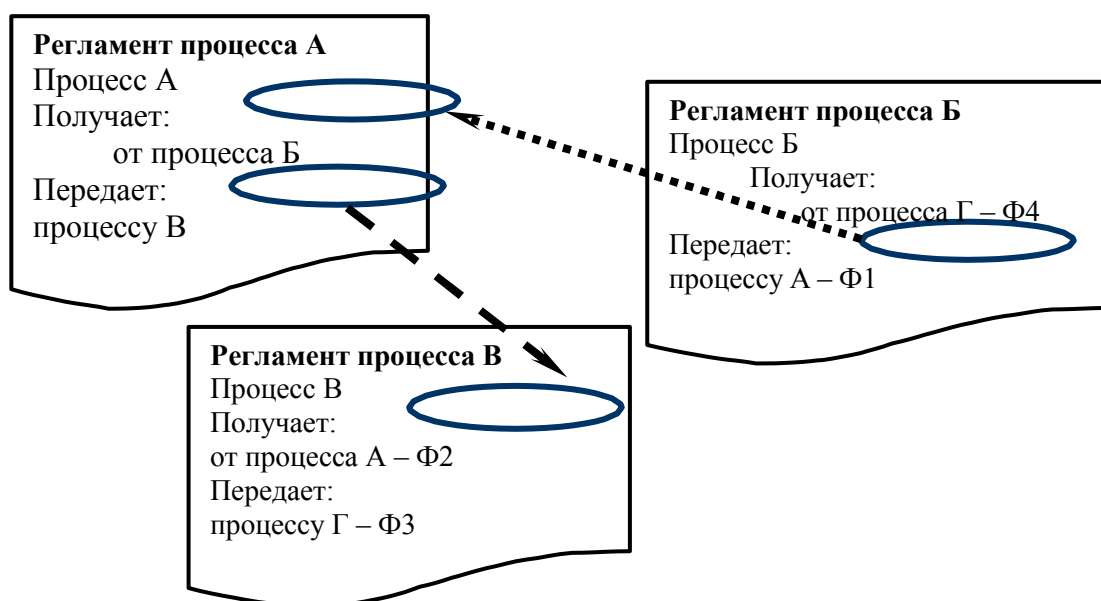 Регламент процесса А
Процесс А
Получает:
от процесса Б
Передает:
процессу В
Регламент процесса Б
Процесс Б
Получает:
от процесса Г – Ф4
Передает:
процессу А – Ф1
Регламент процесса В
Процесс В
Получает:
от процесса А – Ф2
Передает:
процессу Г – Ф3